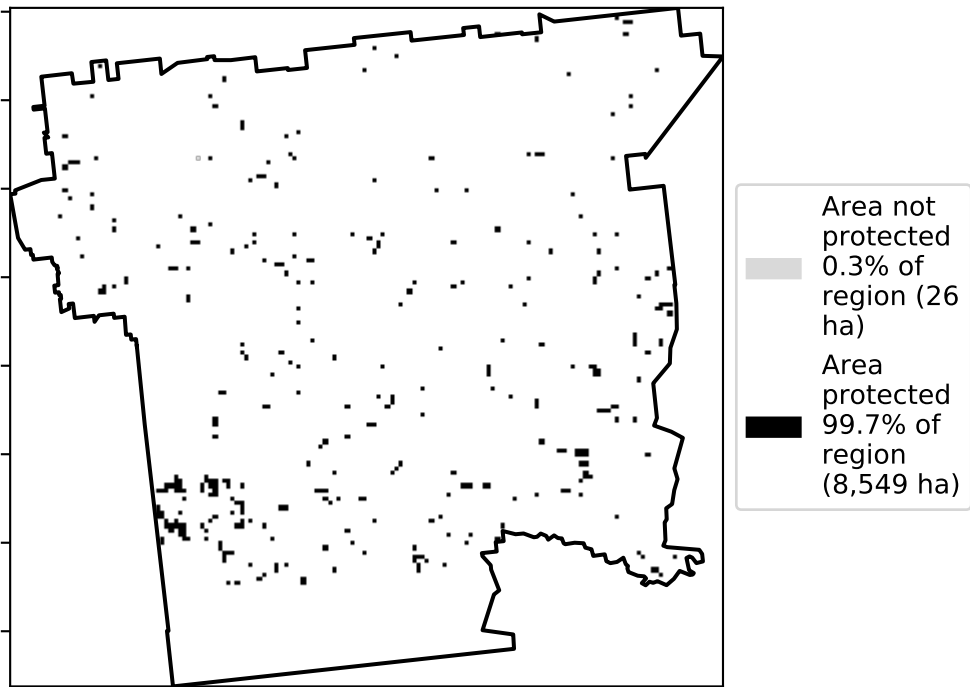 Area not
protected
0.3% of
region (26
ha)
Area
protected
99.7% of
region
(8,549 ha)